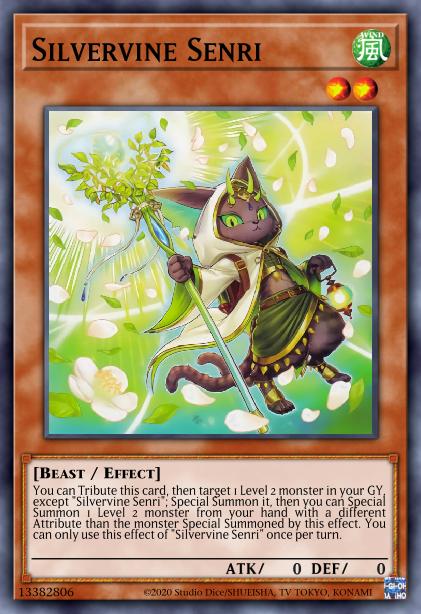 Silvervine Senri
WIND
風
[Beast / Effect]
You can Tribute this card, then target 1 Level 2 monster in your GY,
except "Silvervine Senri"; Special Summon it, then you can Special
Summon 1 Level 2 monster from your hand with a different
Attribute than the monster Special Summoned by this effect. You
can only use this effect of "Silvervine Senri" once per turn.
ATK/ 0 DEF/ 0
13382806 ©2020 Studio Dice/SHUEISHA, TV TOKYO, KONAMI